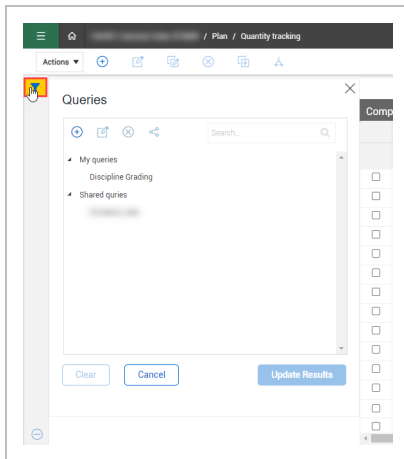 / Plan / Quantity tracking
Actions
Queries
Comp
Search...
My queries
Discipline Grading
Shared quries
Clear
Cancel
Update Results